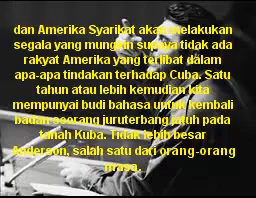 dan Amerika Syarikat akan melakukan
segala yang mungkin supaya tidak ada
rakyat Amerika yang terlibat dalam
apa-apa tindakan terhadap Cuba. Satu
tahun atau lebih kemudian kita
mempunyai budi bahasa untuk kembali
badan seorang juruterbang jatuh pada
tanah Kuba. Tidak lebih besar
Anderson, salah satu dari orang-orang
masa.